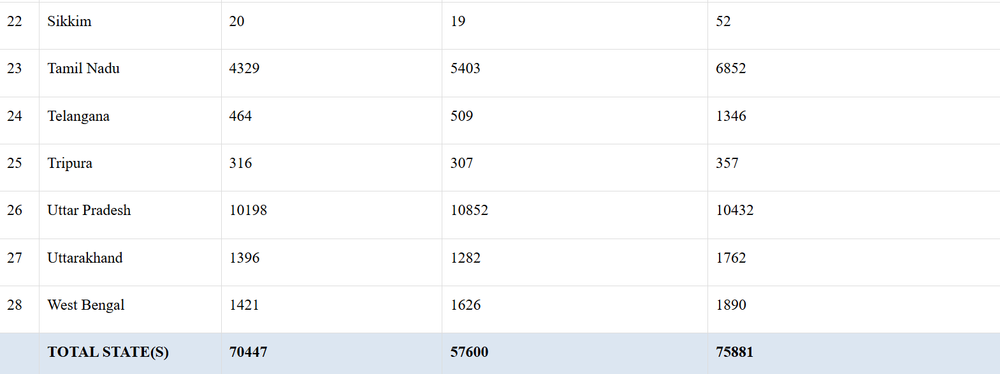 22 Sikkim 20 19 52
23 Tamil Nadu 4329 5403 6852
24 Telangana 464 509 1346
25 Tripura 316 307 357
26 Uttar Pradesh 10198 10852 10432
27 Uttarakhand 1396 1282 1762
28 West Bengal 1421 1626 1890
TOTAL STATE(S) 70447 57600 75881